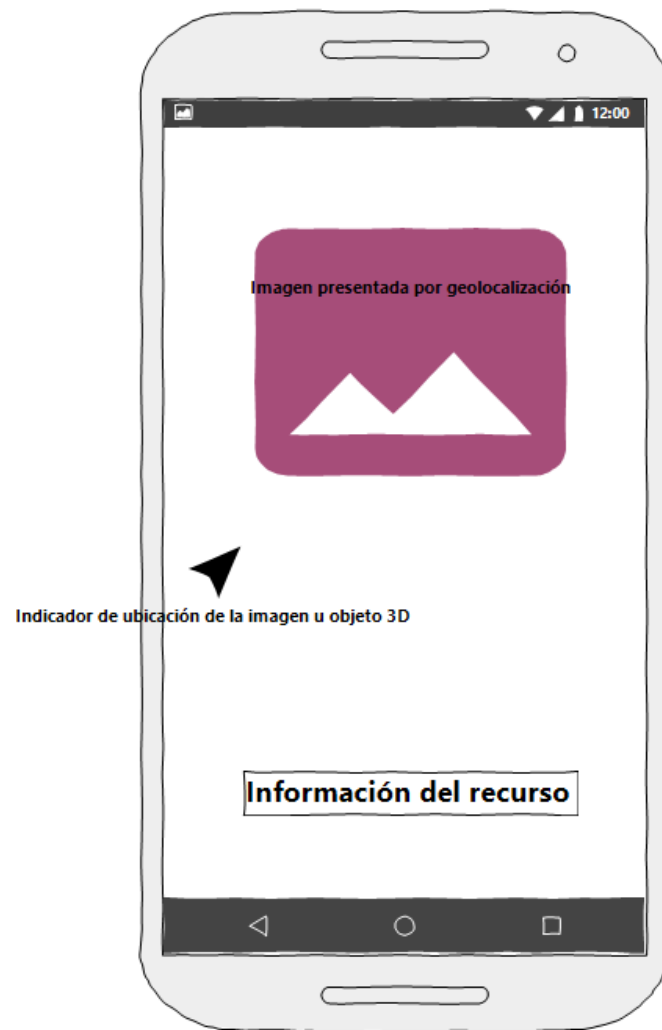 12:00
Imagen presentada por geolocalización
Indicador de ubicación de la imagen u objeto 3D
Información del recurso